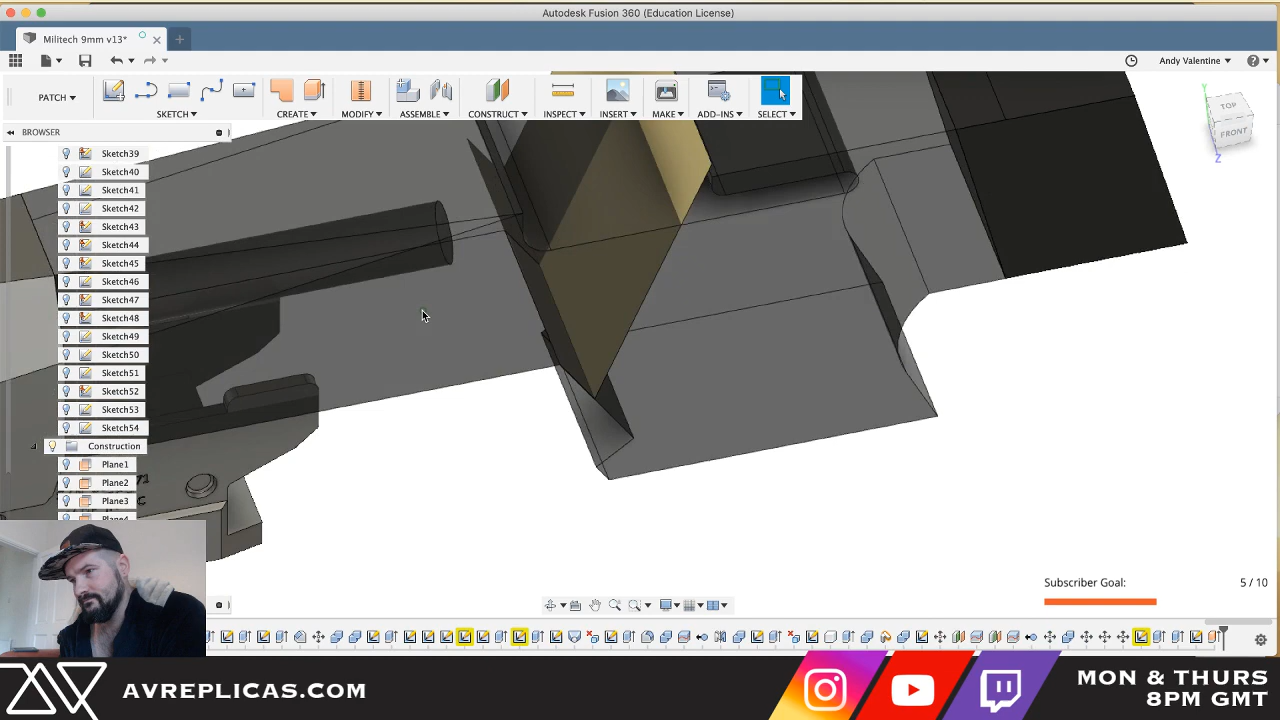 Autodesk Fusion 360 (Education License)
Militech 9mm v13*
Andy Valentine
PATCH
SKETCH
CREATE
MODIFY
ASSEMBLE
CONSTRUCT
INSPECT
INSERT
MAKE
ADD-INS
SELECT
TOP
FRONT
Y
Z
BROWSER
Sketch39
Sketch40
Sketch41
Sketch42
Sketch43
Sketch44
Sketch45
Sketch46
Sketch47
Sketch48
Sketch49
Sketch50
Sketch51
Sketch52
Sketch53
Sketch54
Construction
Plane1
Plane2
Plane3
Subscriber Goal: 5 / 10
AVREPLICAS.COM
MON & THURS
8PM GMT